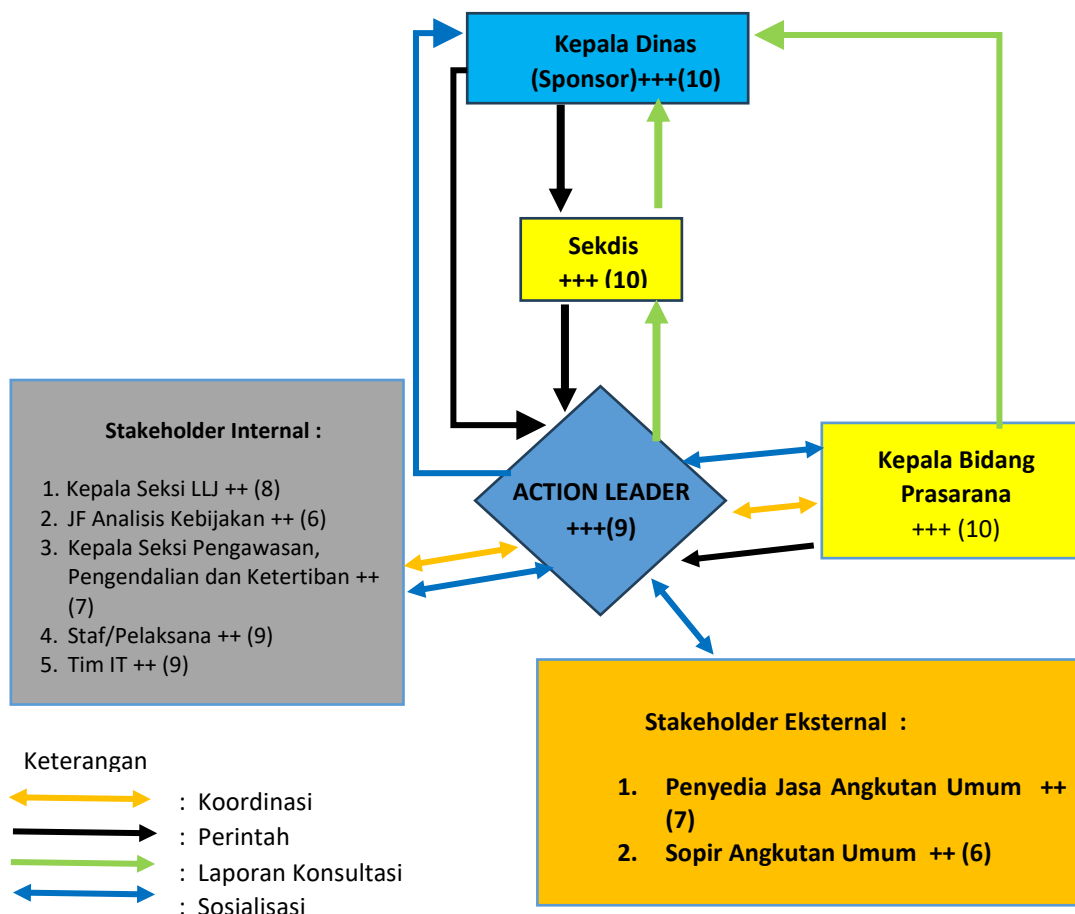 Kepala Dinas
(Sponsor)+++(10)
Sekdis
+++ (10)
Stakeholder Internal :
1. Kepala Seksi LLJ ++ (8)
2. JF Analisis Kebijakan ++ (6)
3. Kepala Seksi Pengawasan,
Pengendalian dan Ketertiban ++
(7)
4. Staf/Pelaksana ++ (9)
5. Tim IT ++ (9)
ACTION LEADER
+++(9)
Kepala Bidang
Prasarana
+++ (10)
Stakeholder Eksternal :
1. Penyedia Jasa Angkutan Umum ++
(7)
2. Sopir Angkutan Umum ++ (6)
Keterangan
: Koordinasi
: Perintah
: Laporan Konsultasi
: Sosialisasi